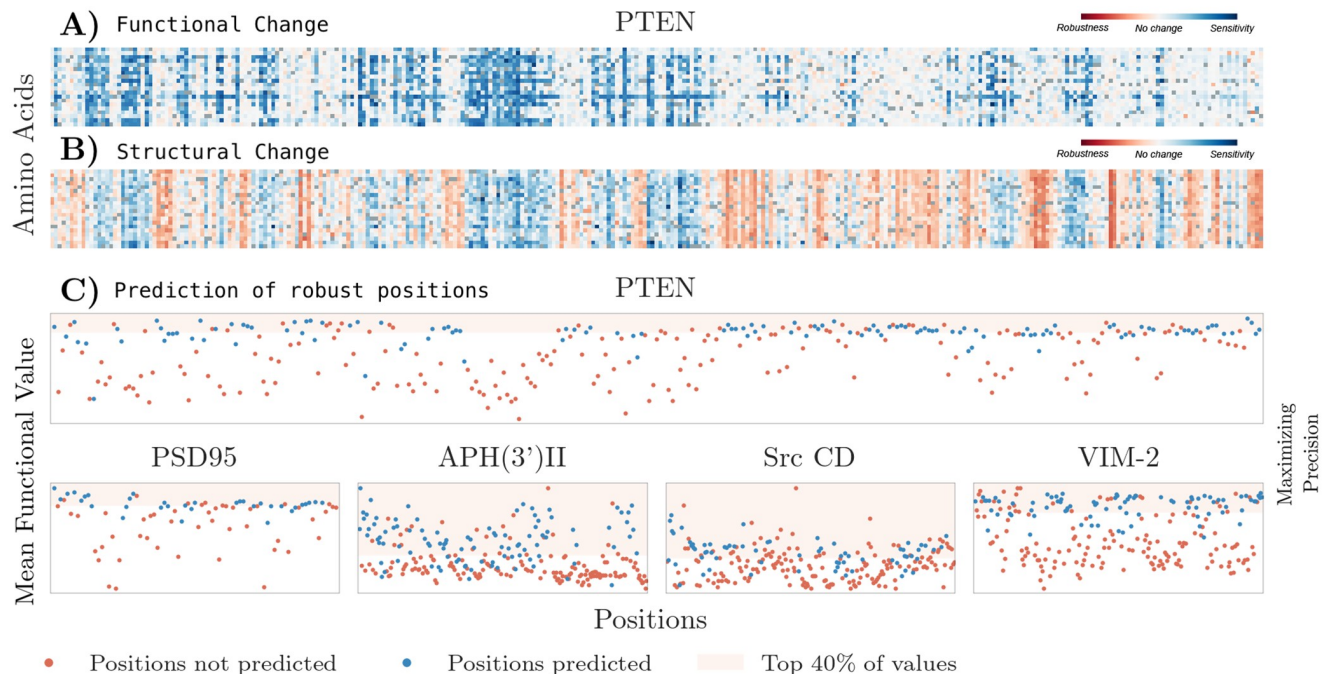 A) Functional Change
PTEN
Robustness No change Sensitivity
Amino Acids
B) Structural Change
Robustness No change Sensitivity
C) Prediction of robust positions
PTEN
Mean Functional Value
Maximizing
Precision
PSD95
APH(3')II
Src CD
VIM-2
Positions
Positions not predicted
Positions predicted
Top 40% of values